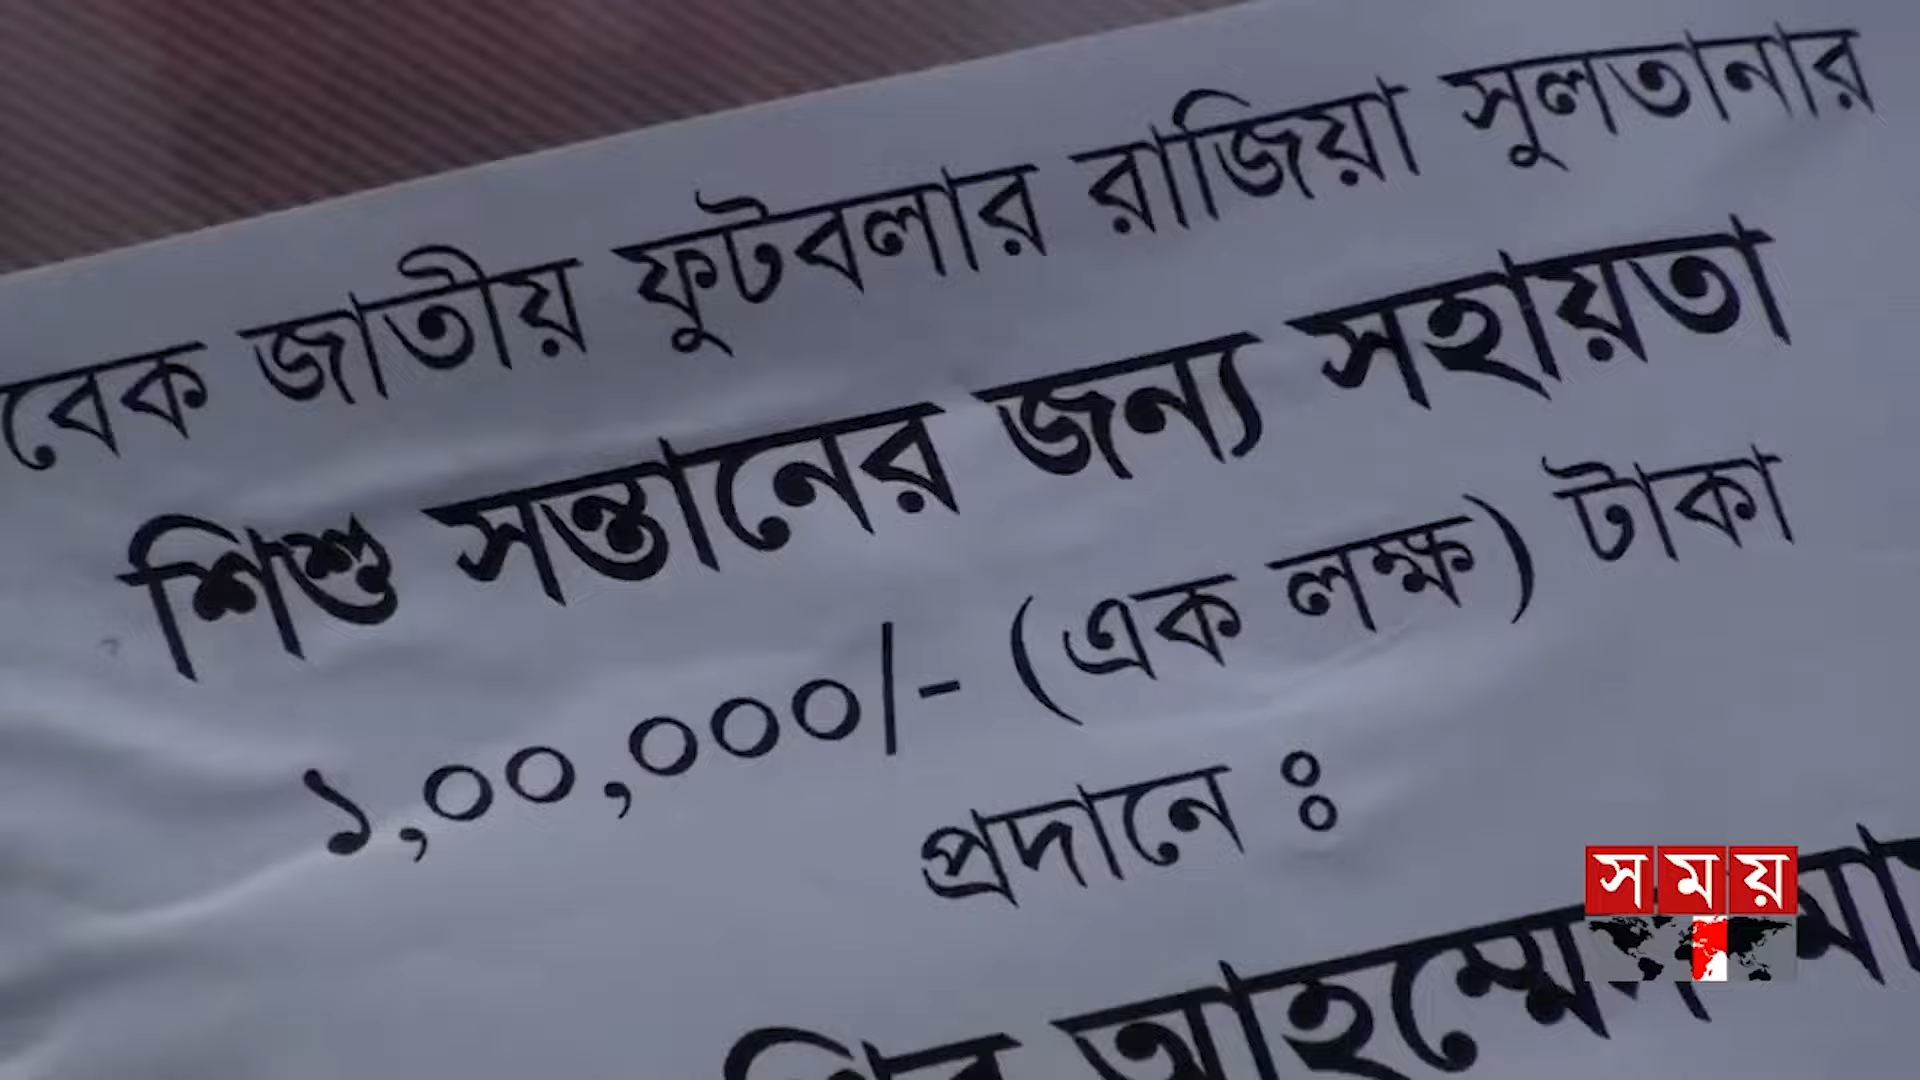 বেক জাতীয় ফুটবলার রাজিয়া সুলতানার
শিশু সন্তানের জন্য সহায়তা
১,০০,০০০/- (এক লক্ষ) টাকা
প্রদানে ঃ
সময়